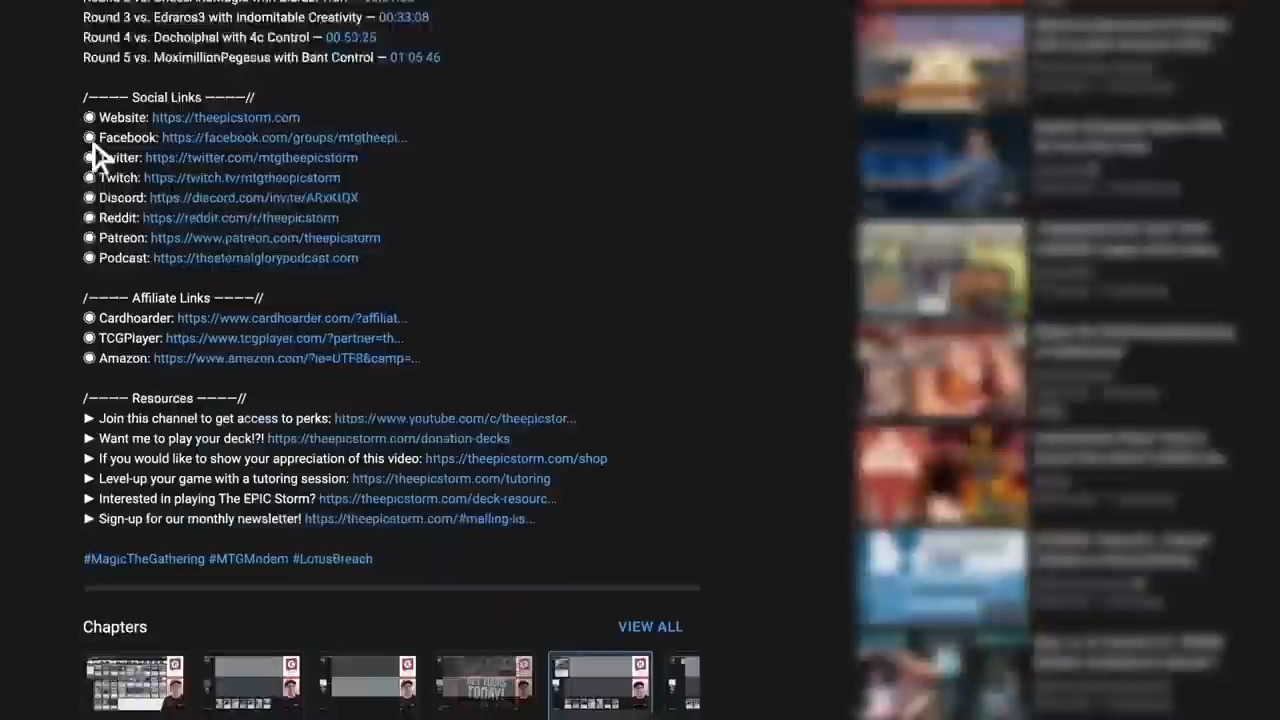 Round 3 vs. Edraros3 with Indomitable Creativity — 00:33:08
Round 4 vs. Docholphal with 4c Control — 00:53:25
Round 5 vs. MaximillionPegasus with Bant Control — 01:05:46
/———— Social Links ————//
◉ Website: https://theepicstorm.com
◉ Facebook: https://facebook.com/groups/mtgtheepi...
Twitter: https://twitter.com/mtgtheepicstorm
◉ Twitch: https://twitch.tv/mtgtheepicstorm
◉ Discord: https://discord.com/invite/ARxKtQX
◉ Reddit: https://reddit.com/r/theepicstorm
◉ Patreon: https://www.patreon.com/theepicstorm
◉ Podcast: https://theeternalglorypodcast.com
/———— Affiliate Links ————//
◉ Cardhoarder: https://www.cardhoarder.com/?affiliat...
◉ TCGPlayer: https://www.tcgplayer.com/?partner=th...
◉ Amazon: https://www.amazon.com/?ie=UTF8&camp=...
/———— Resources ————//
► Join this channel to get access to perks: https://www.youtube.com/c/theepicstor...
► Want me to play your deck!?! https://theepicstorm.com/donation-decks
► If you would like to show your appreciation of this video: https://theepicstorm.com/shop
► Level-up your game with a tutoring session: https://theepicstorm.com/tutoring
► Interested in playing The EPIC Storm? https://theepicstorm.com/deck-resourc...
► Sign-up for our monthly newsletter! https://theepicstorm.com/#mailing-lis...
#MagicTheGathering #MTGModern #LotusBreach
Chapters
VIEW ALL
GET YOURS
TODAY!